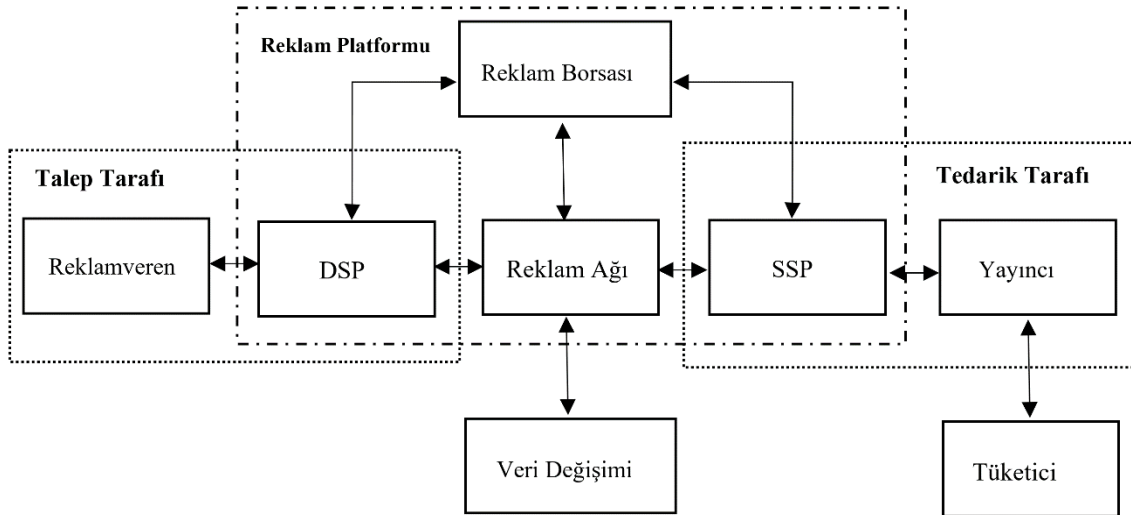 Reklam Platformu
Reklam Borsası
Talep Tarafı
Tedarik Tarafı
Reklamveren
DSP
Reklam Ağı
SSP
Yayıncı
Veri Değişimi
Tüketici